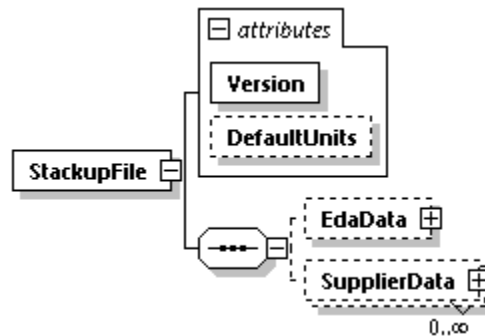 attributes
Version
DefaultUnits
StackupFile
EdaData
SupplierData
0..∞